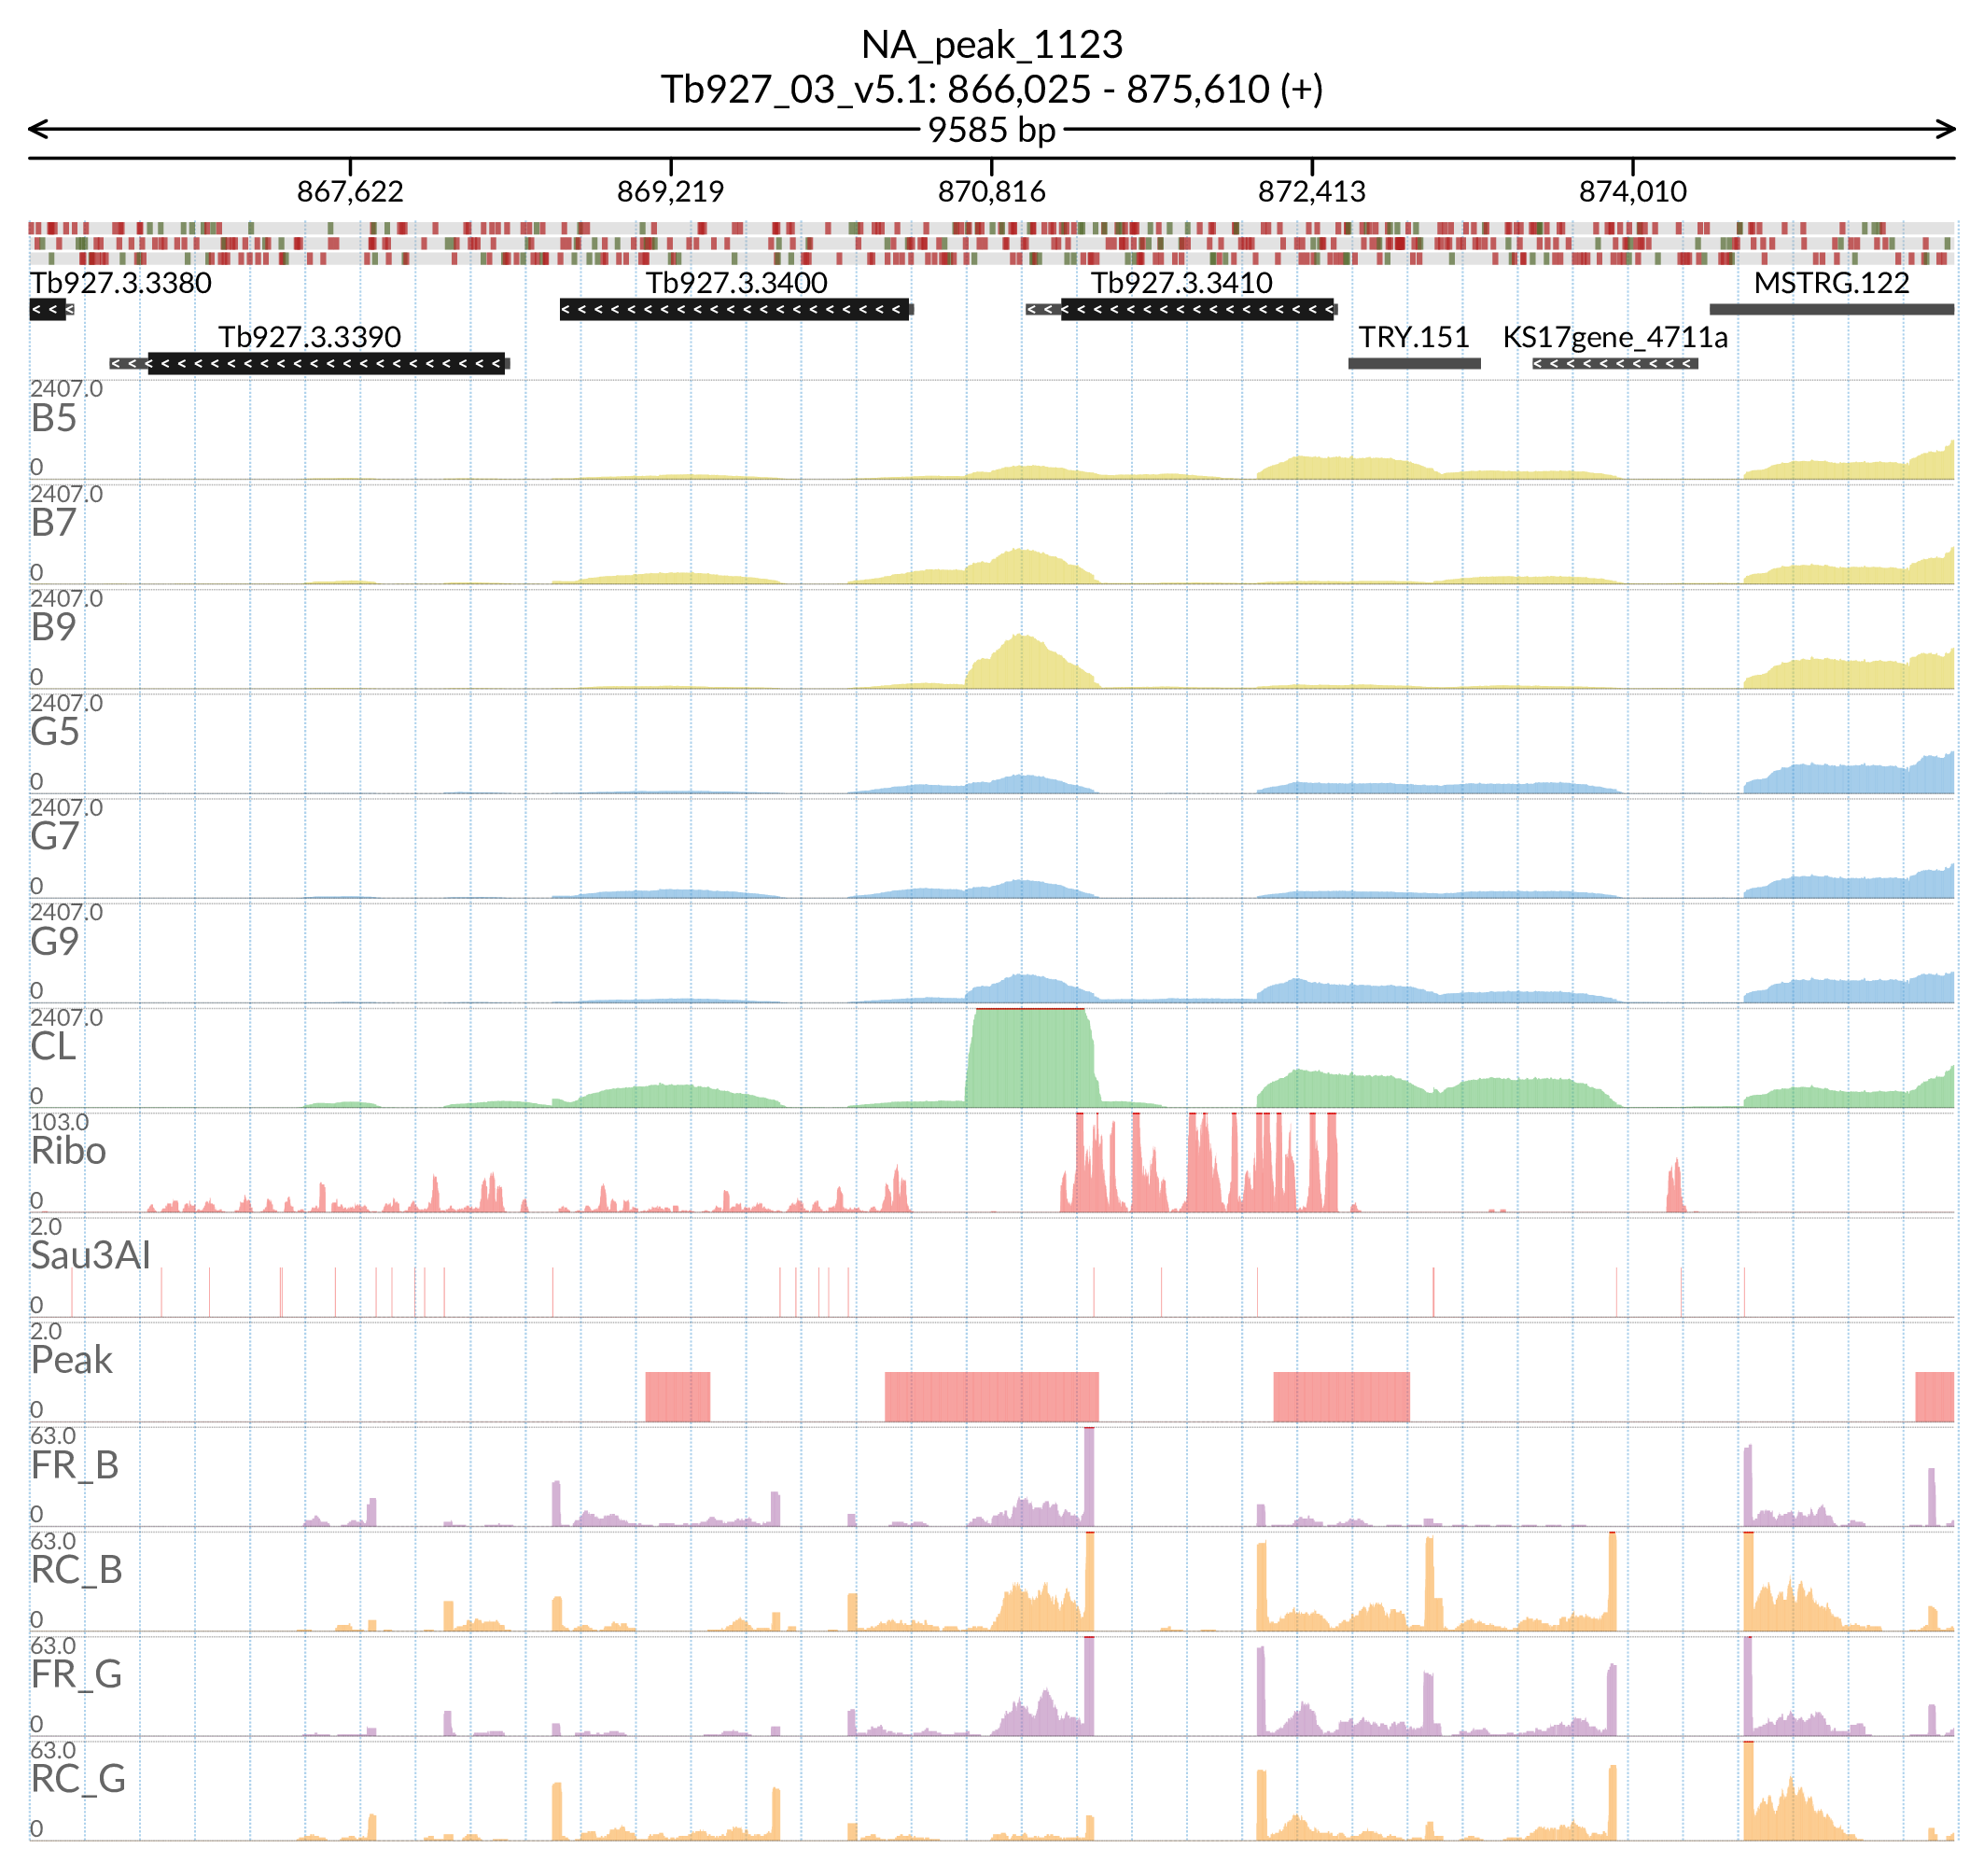 NA_peak_1123
Tb927_03_v5.1: 866,025 - 875,610 (+)
9585 bp
867,622 869,219 870,816 872,413 874,010
Tb927.3.3380 Tb927.3.3400 Tb927.3.3410 MSTRG.122
Tb927.3.3390 TRY.151 KS17gene_4711a
2407.0
B5
0
2407.0
B7
0
2407.0
B9
0
2407.0
G5
0
2407.0
G7
0
2407.0
G9
0
2407.0
CL
0
103.0
Ribo
0
2.0
Sau3AI
0
2.0
Peak
0
63.0
FR_B
0
63.0
RC_B
0
63.0
FR_G
0
63.0
RC_G
0